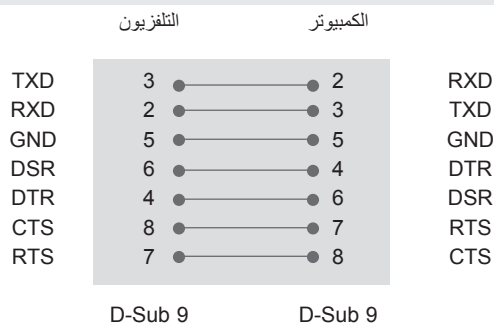 التلفزيون الكمبيوتر
TXD 3 2 RXD
RXD 2 3 TXD
GND 5 5 GND
DSR 6 4 DTR
DTR 4 6 DSR
CTS 8 7 RTS
RTS 7 8 CTS
D-Sub 9 D-Sub 9